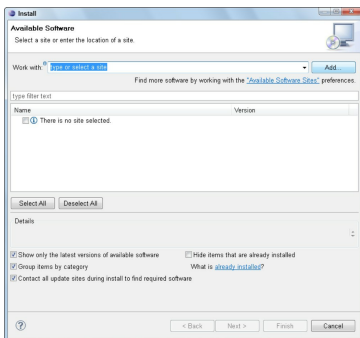 Install
Available Software
Select a site or enter the location of a site.
Work with: type or select a site Add...
Find more software by working with the "Available Software Sites" preferences.
type filter text
Name Version
There is no site selected.
Select All Deselect All
Details
Show only the latest versions of available software Hide items that are already installed
Group items by category What is already installed?
Contact all update sites during install to find required software
? < Back Next > Finish Cancel